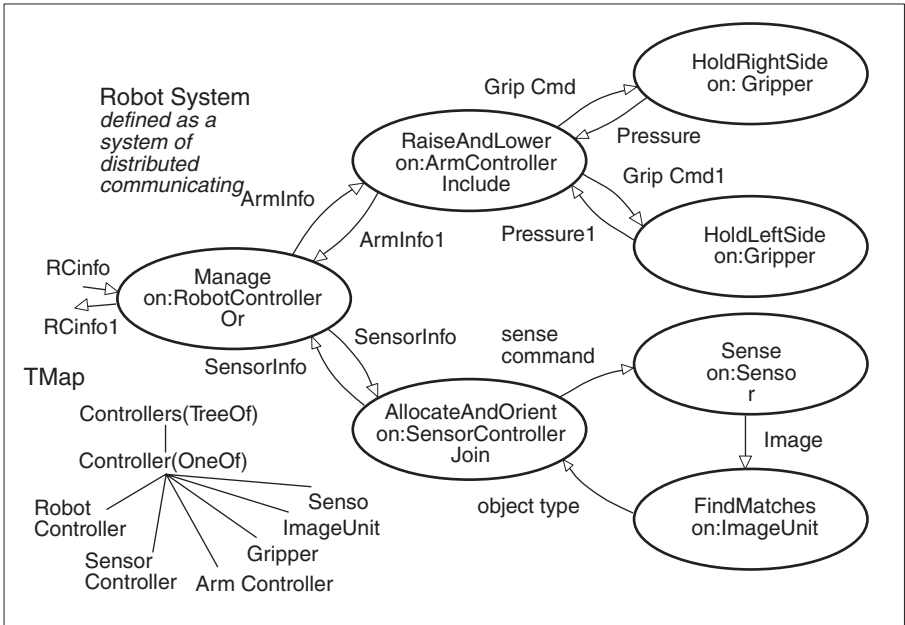 Robot System
defined as a
system of
distributed
communicating
HoldRightSide
on: Gripper
Grip Cmd
Pressure
RaiseAndLower
on:ArmController
Include
Grip Cmd1
Pressure1
HoldLeftSide
on:Gripper
ArmInfo
ArmInfo1
RCinfo
RCinfo1
Manage
on:RobotController
Or
SensorInfo
SensorInfo
sense
command
Sense
on:Senso
r
AllocateAndOrient
on:SensorController
Join
Image
object type
FindMatches
on:ImageUnit
TMap
Controllers(TreeOf)
Controller(OneOf)
Robot
Controller
Sensor
Controller
Arm Controller
Gripper
ImageUnit
Senso